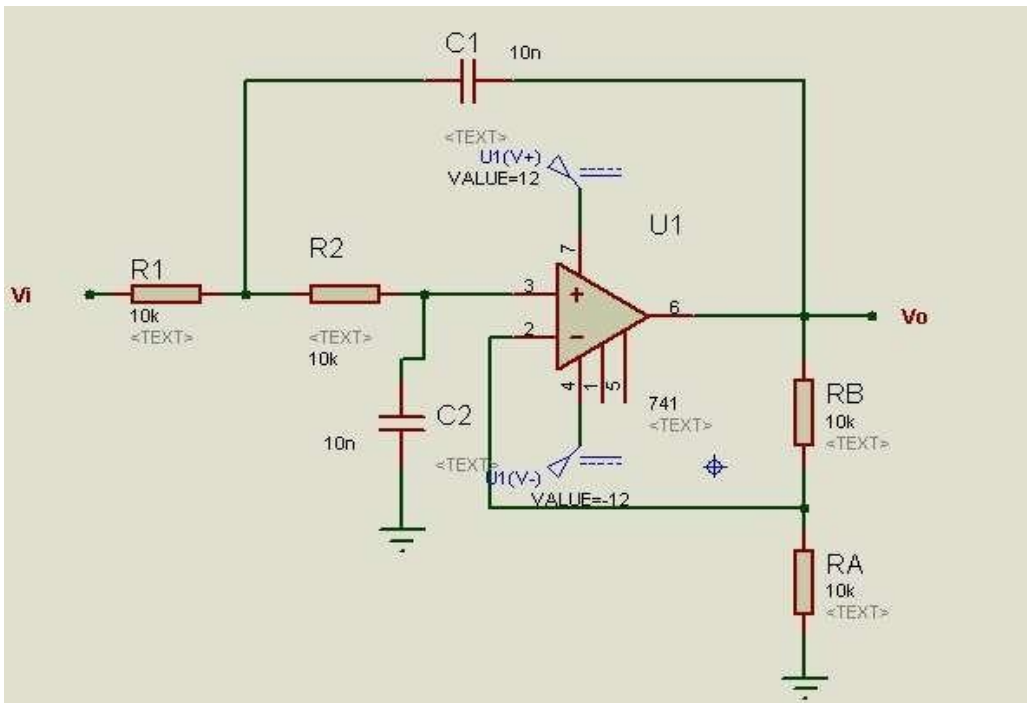 C1
10n
<TEXT>
U1(V+)
VALUE=12
U1
7
R2
R1
Vi
10k
<TEXT>
<TEXT>
10k
3
2
6
Vo
4
1
5
741
<TEXT>
RB
10k
<TEXT>
C2
10n
<TEXT>
U1(V-)
VALUE=-12
RA
10k
<TEXT>